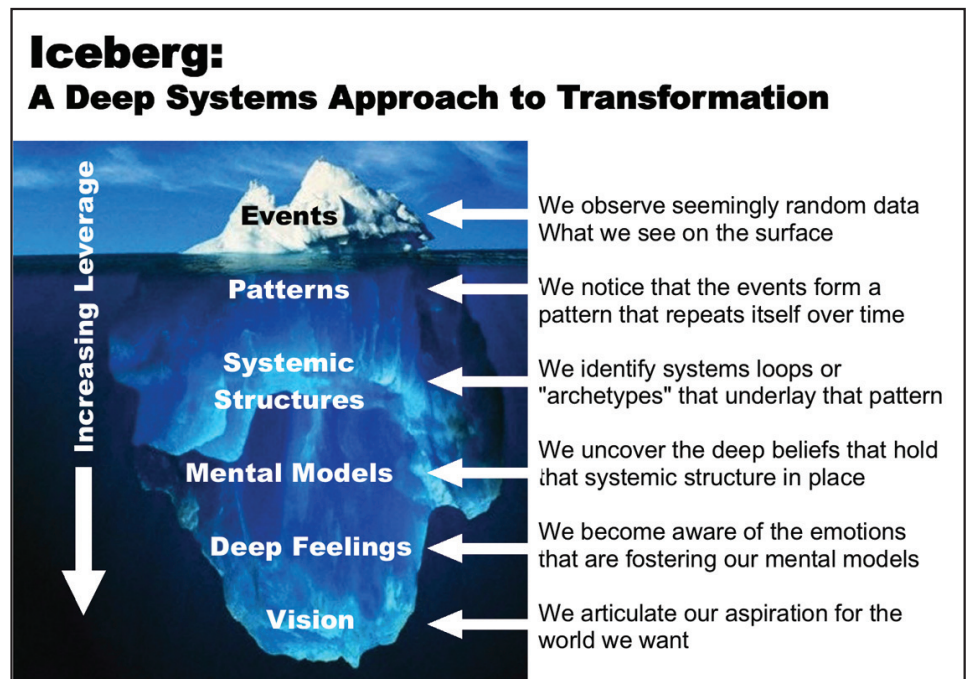 Iceberg:
A Deep Systems Approach to Transformation
Increasing Leverage
Events
We observe seemingly random data
What we see on the surface
Patterns
We notice that the events form a
pattern that repeats itself over time
Systemic
Structures
We identify systems loops or
"archetypes" that underlay that pattern
Mental Models
We uncover the deep beliefs that hold
that systemic structure in place
Deep Feelings
We become aware of the emotions
that are fostering our mental models
Vision
We articulate our aspiration for the
world we want